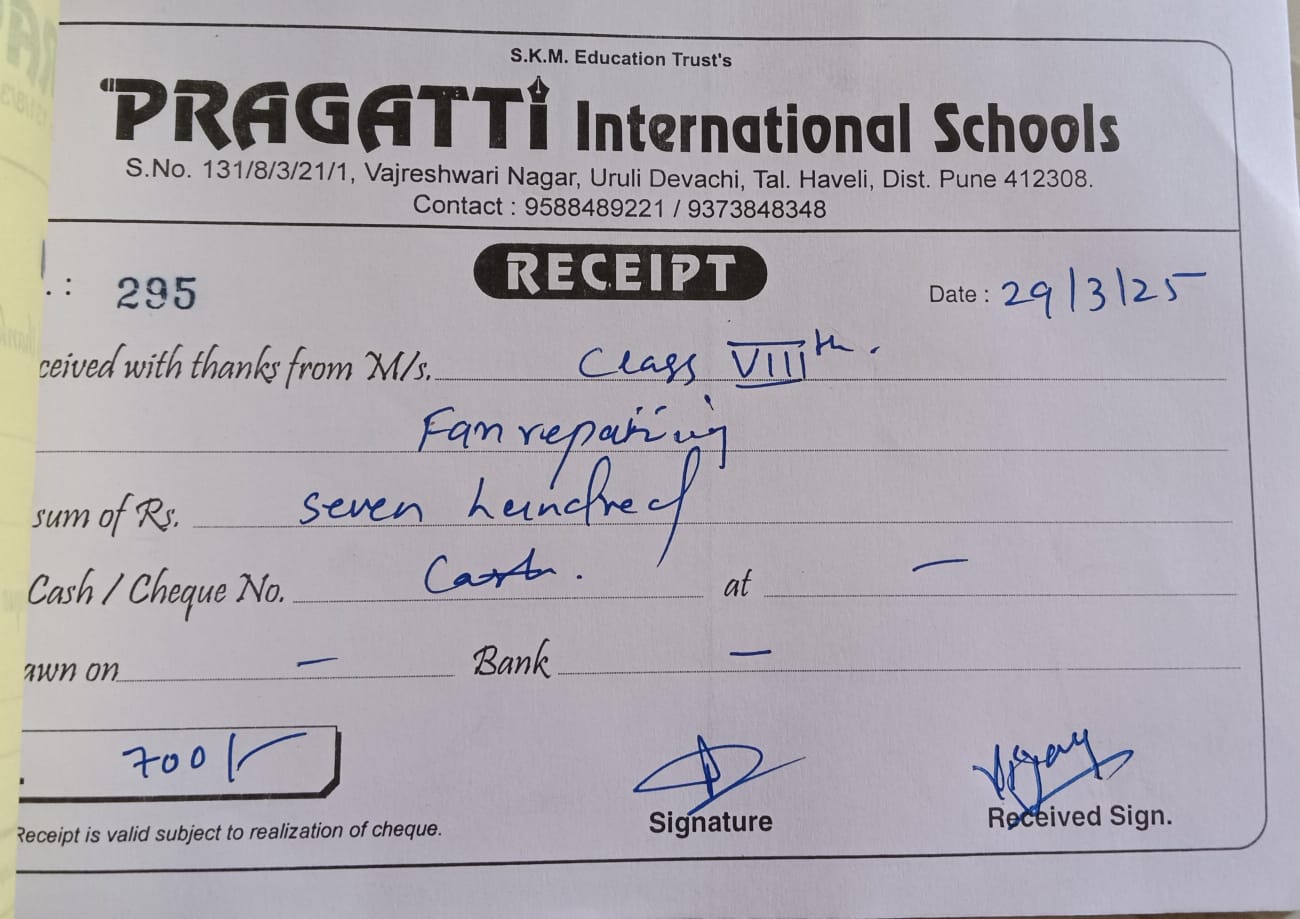 S.K.M. Education Trust's
PRAGATTi International Schools
S.No. 131/8/3/21/1, Vajreshwari Nagar, Uruli Devachi, Tal. Haveli, Dist. Pune 412308.
Contact : 9588489221 / 9373848348
RECEIPT
.: 295 Date : 29/3/25
ceived with thanks from M/s. Class VIIIth.
Fan repairing
sum of Rs. seven hundred
Cash / Cheque No. Cash. at —
awn on — Bank —
. 700/-
Signature Received Sign.
Receipt is valid subject to realization of cheque.